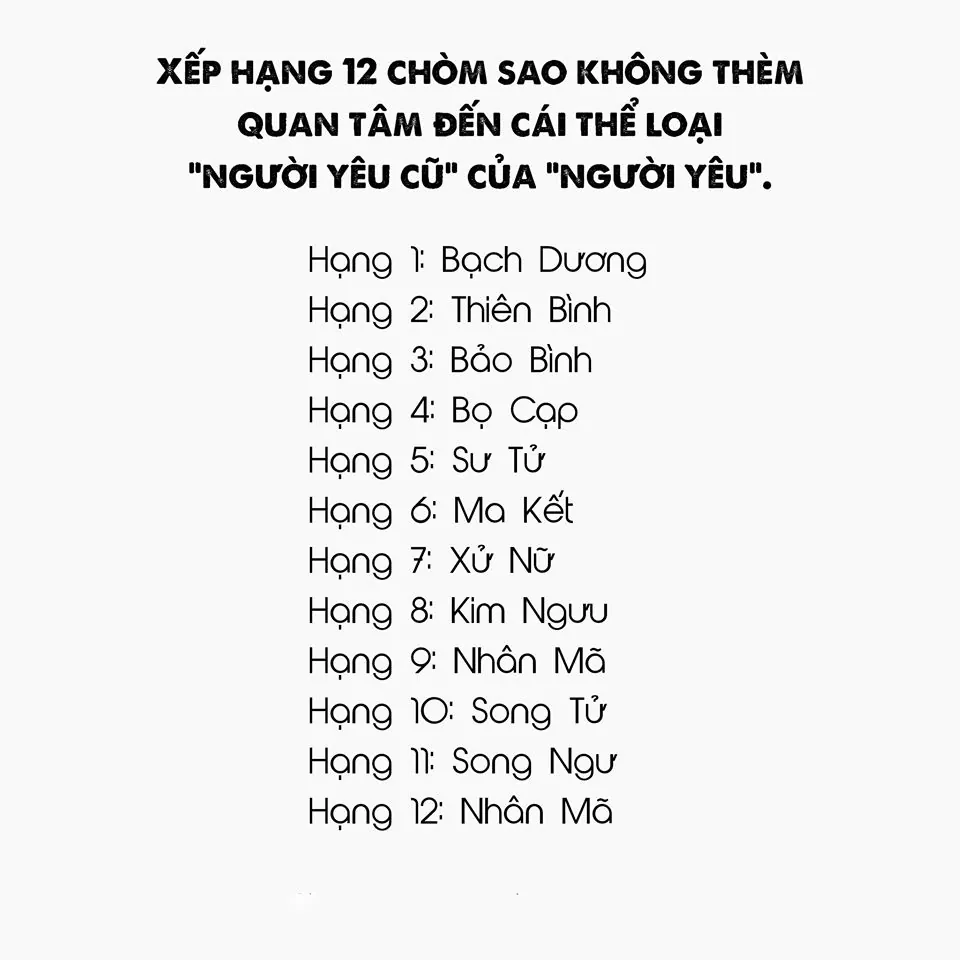 XẾP HẠNG 12 CHÒM SAO KHÔNG THÈM
QUAN TÂM ĐẾN CÁI THỂ LOẠI
"NGƯỜI YÊU CŨ" CỦA "NGƯỜI YÊU".
Hạng 1: Bạch Dương
Hạng 2: Thiên Bình
Hạng 3: Bảo Bình
Hạng 4: Bọ Cạp
Hạng 5: Sư Tử
Hạng 6: Ma Kết
Hạng 7: Xử Nữ
Hạng 8: Kim Ngưu
Hạng 9: Nhân Mã
Hạng 10: Song Tử
Hạng 11: Song Ngư
Hạng 12: Nhân Mã